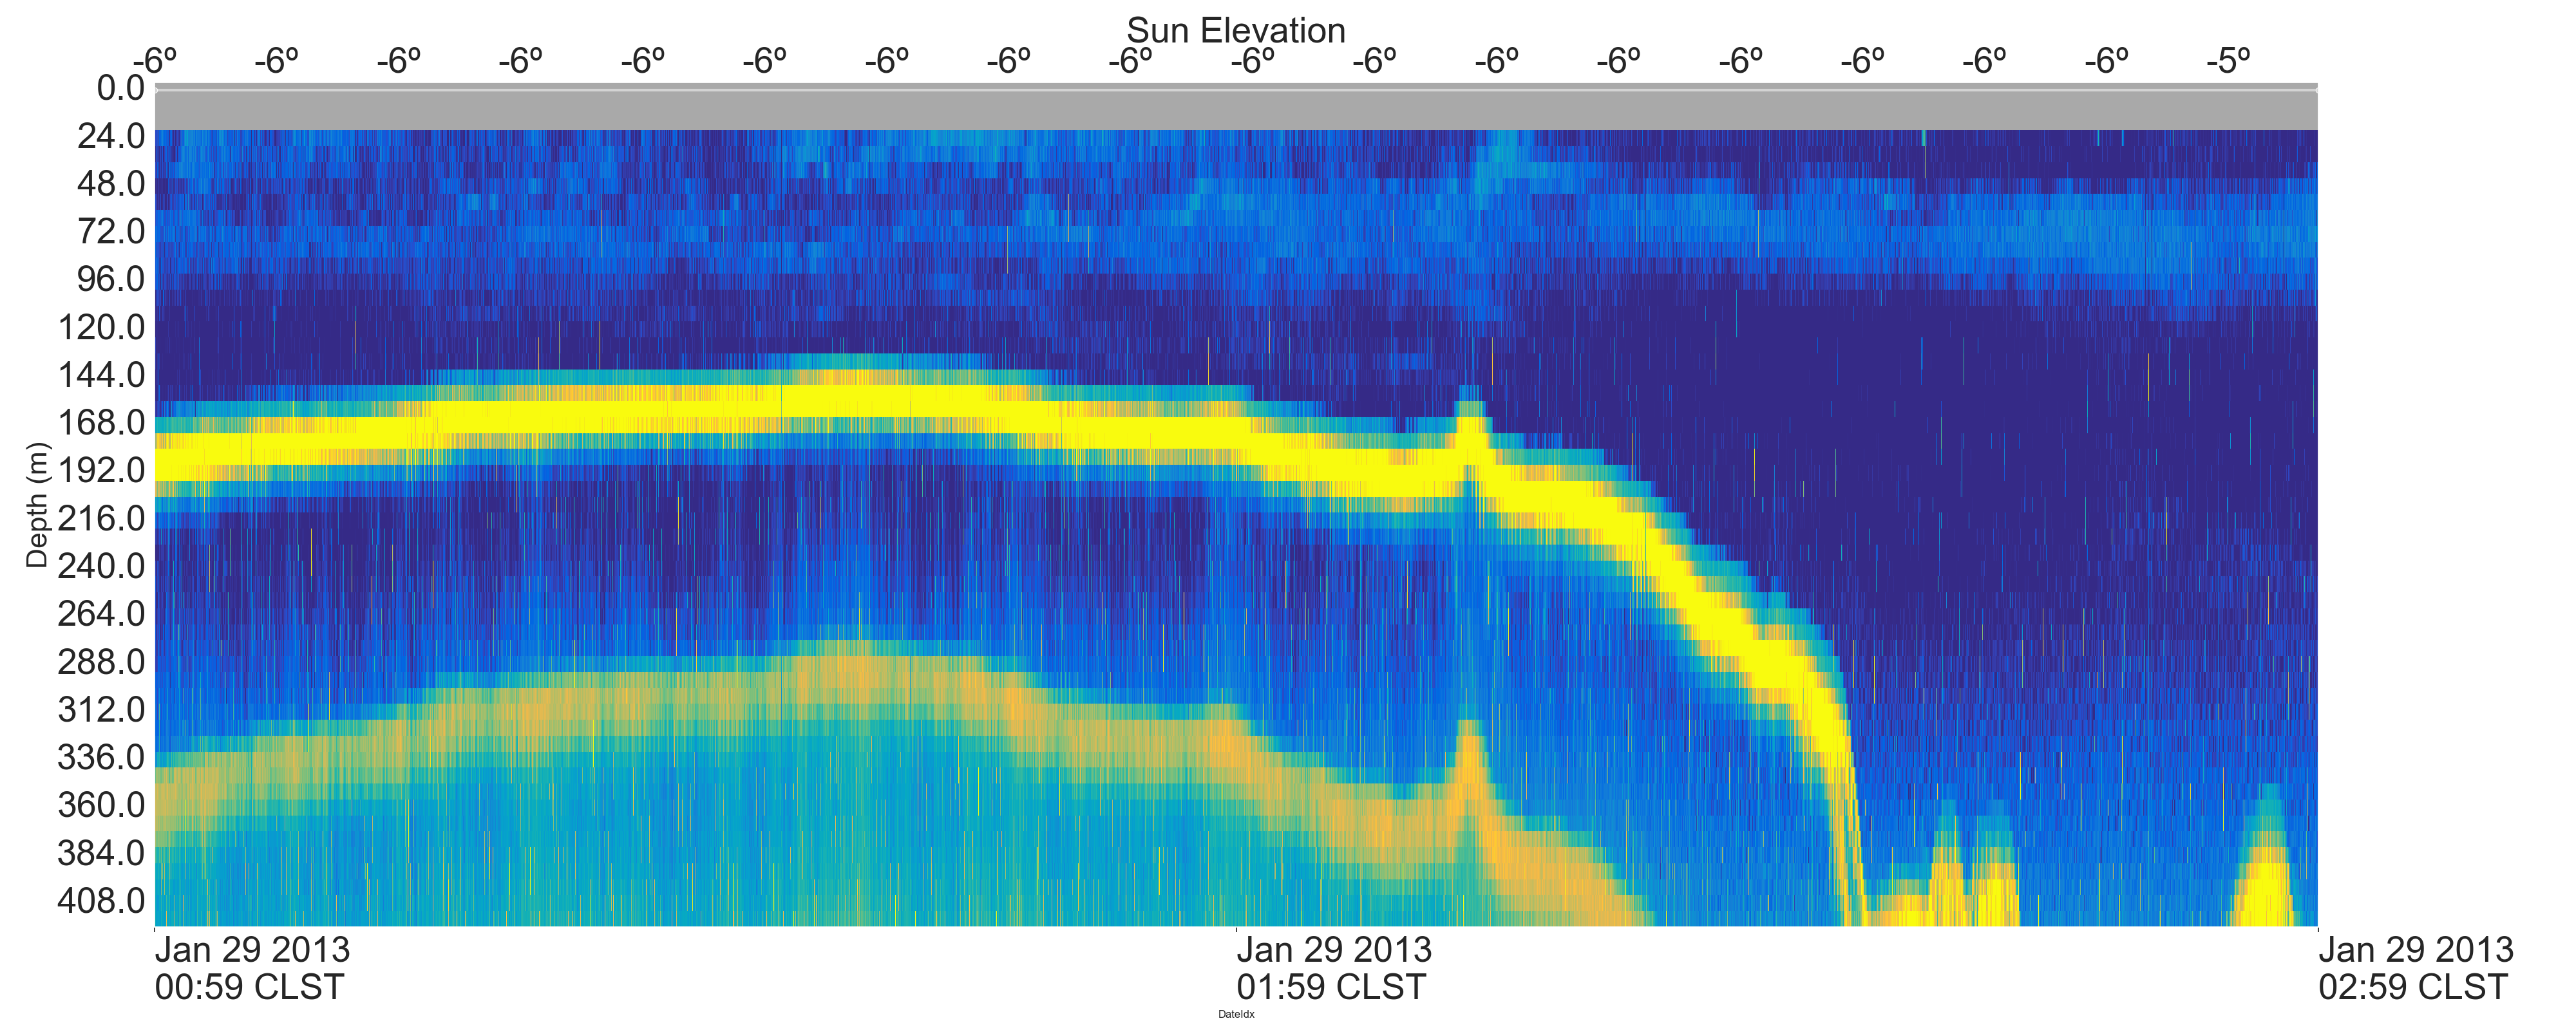 Sun Elevation
-6º -6º -6º -6º -6º -6º -6º -6º -6º -6º -6º -6º -6º -6º -6º -6º -6º -5º
0.0
24.0
48.0
72.0
96.0
120.0
144.0
168.0
192.0
216.0
240.0
264.0
288.0
312.0
336.0
360.0
384.0
408.0
Depth (m)
Jan 29 2013
00:59 CLST
Jan 29 2013
01:59 CLST
Jan 29 2013
02:59 CLST
DateIdx